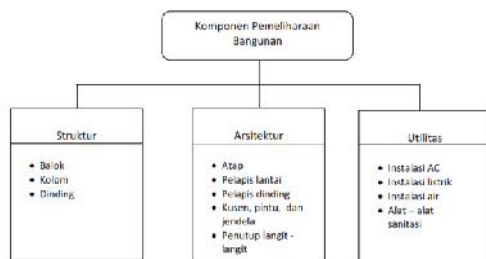 Komponen Pemeliharaan
Bangunan
Struktur
• Balok
• Kolom
• Dinding
Arsitektur
• Atap
• Pelapis lantai
• Pelapis dinding
• Kusen, pintu, dan
jendela
• Penutup langit -
langit
Utilitas
• Instalasi AC
• Instalasi listrik
• Instalasi air
• Alat – alat
sanitasi